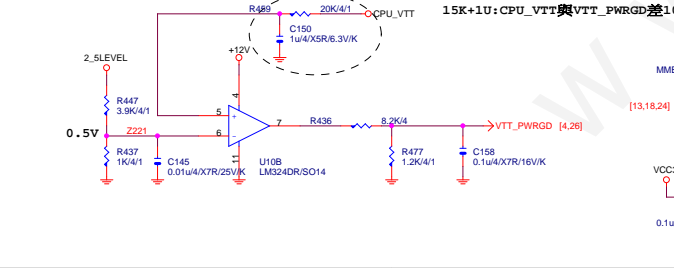 R489
20K/4/1
CPU_VTT
15K+1U:CPU_VTT與VTT_PWRGD差10
C150
1u/4/X5R/6.3V/K
+12V
2_5LEVEL
MME
R447
3.9K/4/1
4
5
+
7
R436
8.2K/4
VTT_PWRGD [4,26]
[13,18,24]
0.5V
Z221
6
-
R437
1K/4/1
C145
0.01u/4/X7R/25V/K
11
U10B
LM324DR/SO14
R477
1.2K/4/1
C158
0.1u/4/X7R/16V/K
VCC3
0.1u
W